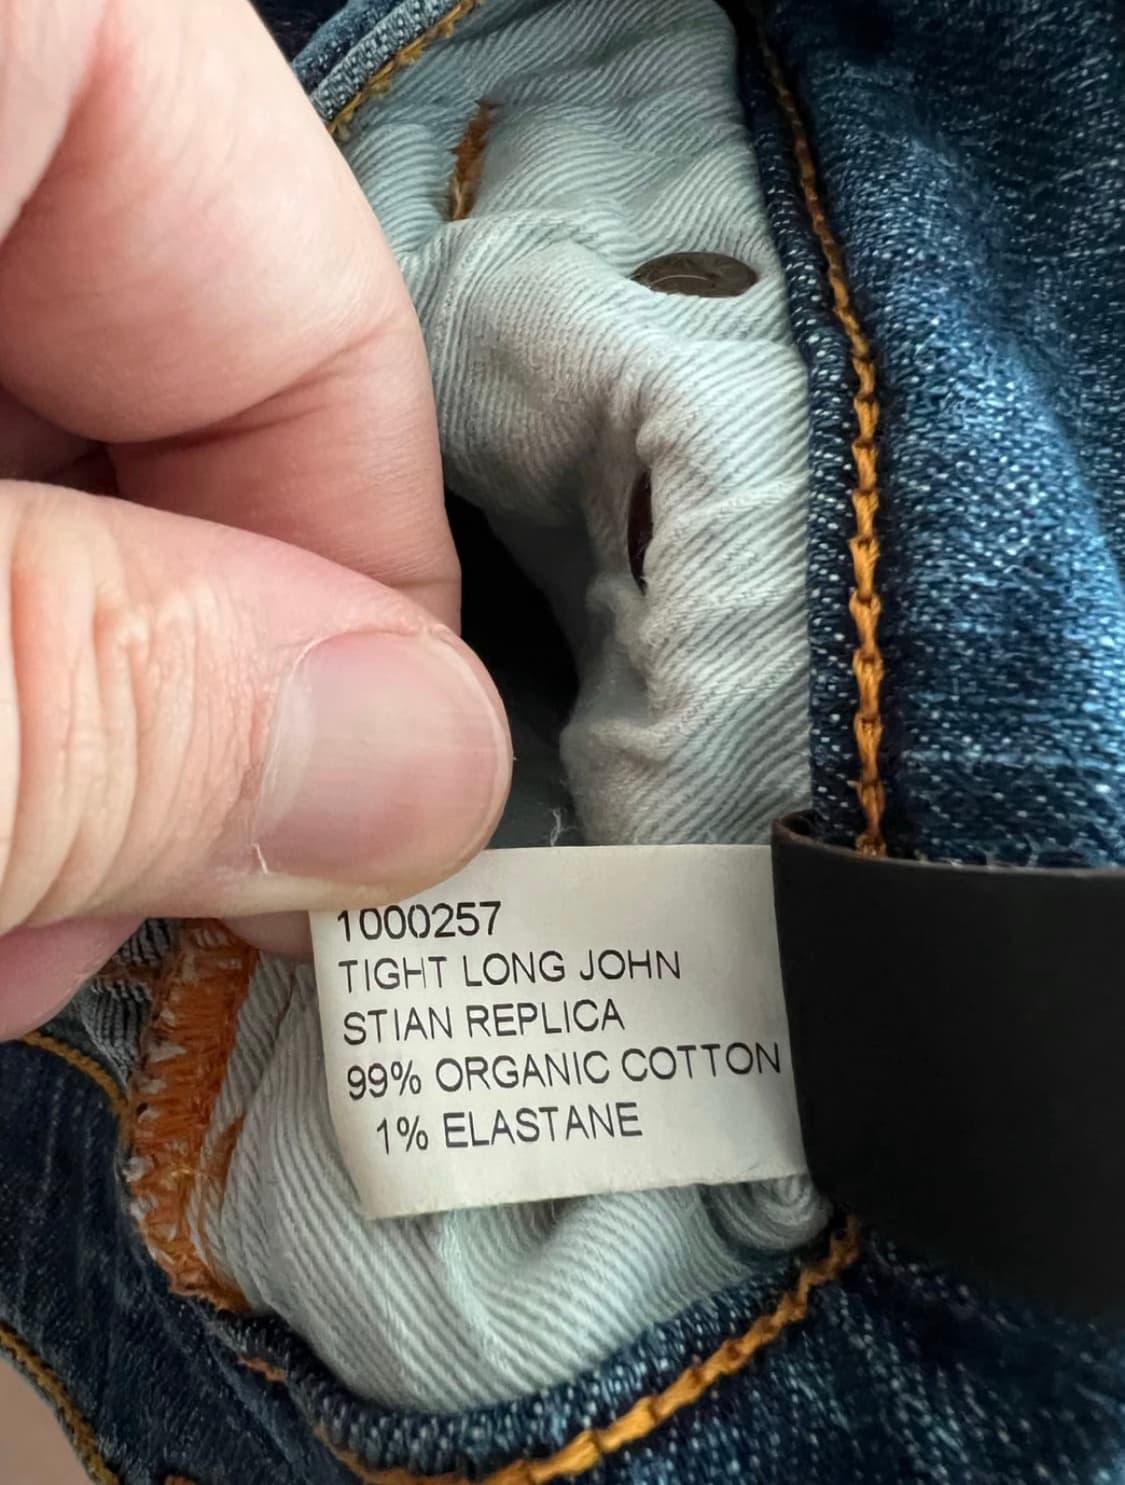 1000257
TIGHT LONG JOHN
STIAN REPLICA
99% ORGANIC COTTON
1% ELASTANE